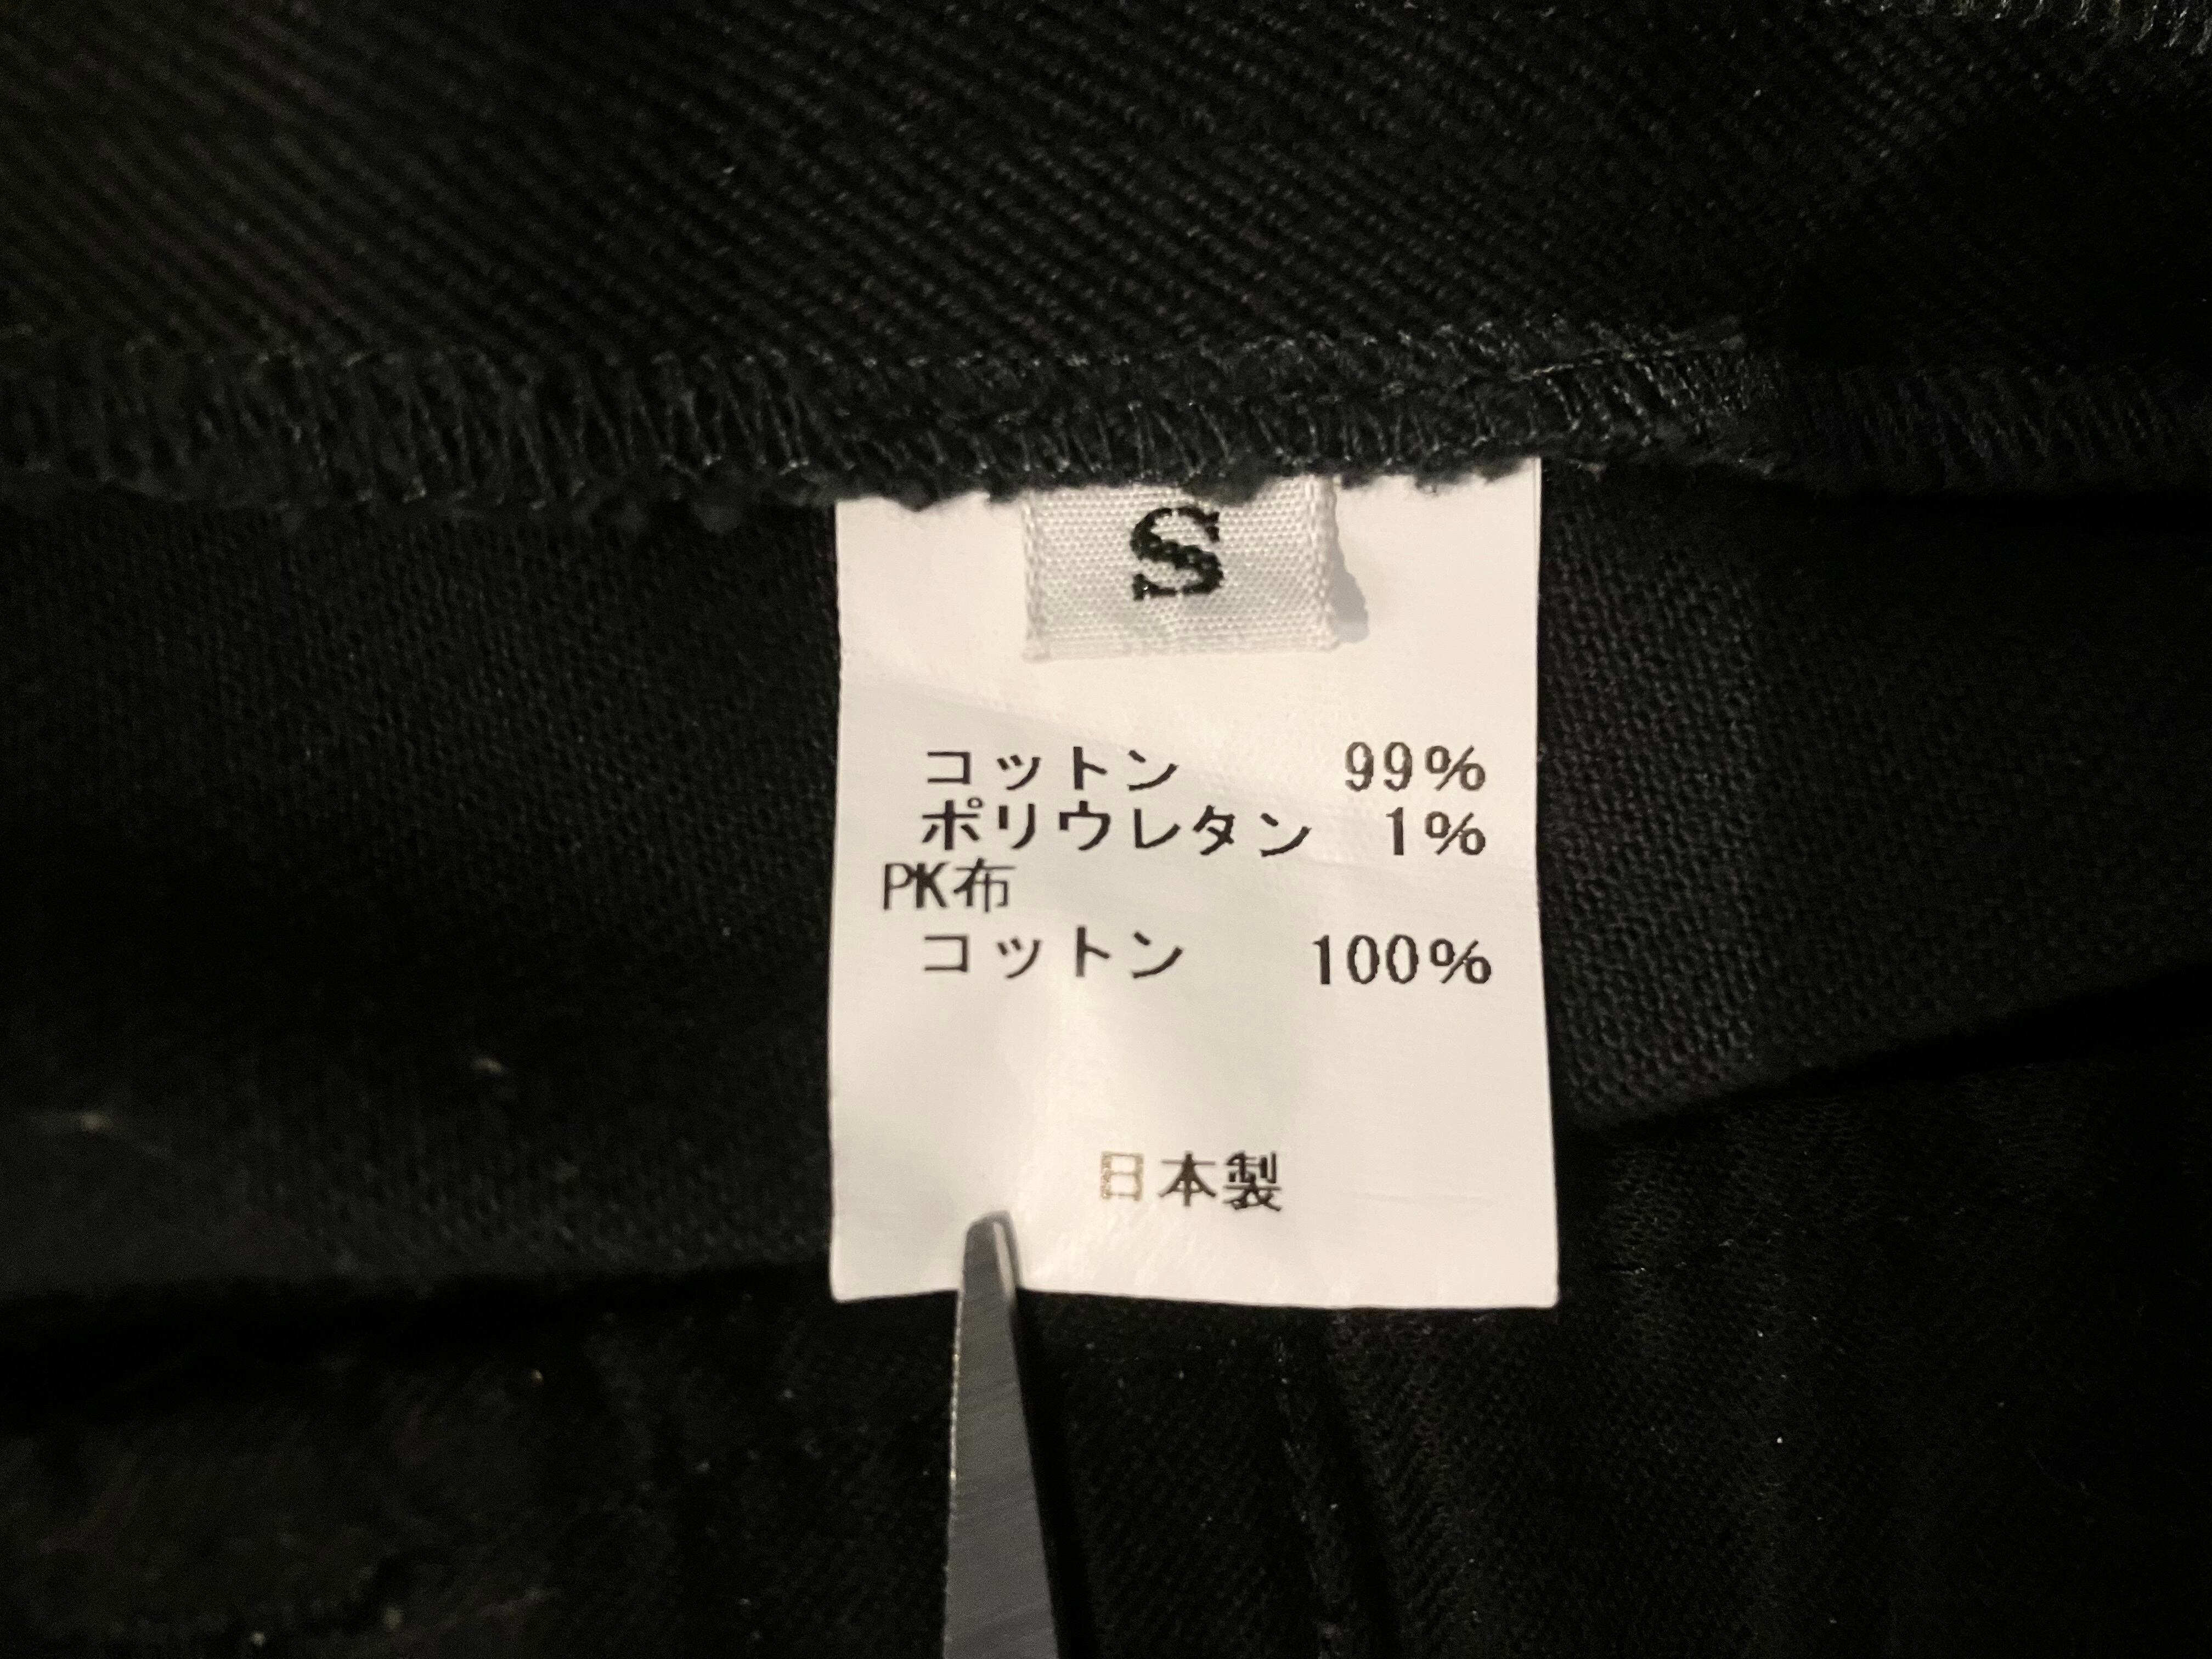 S
コットン 99%
ポリウレタン 1%
PK布
コットン 100%
日本製